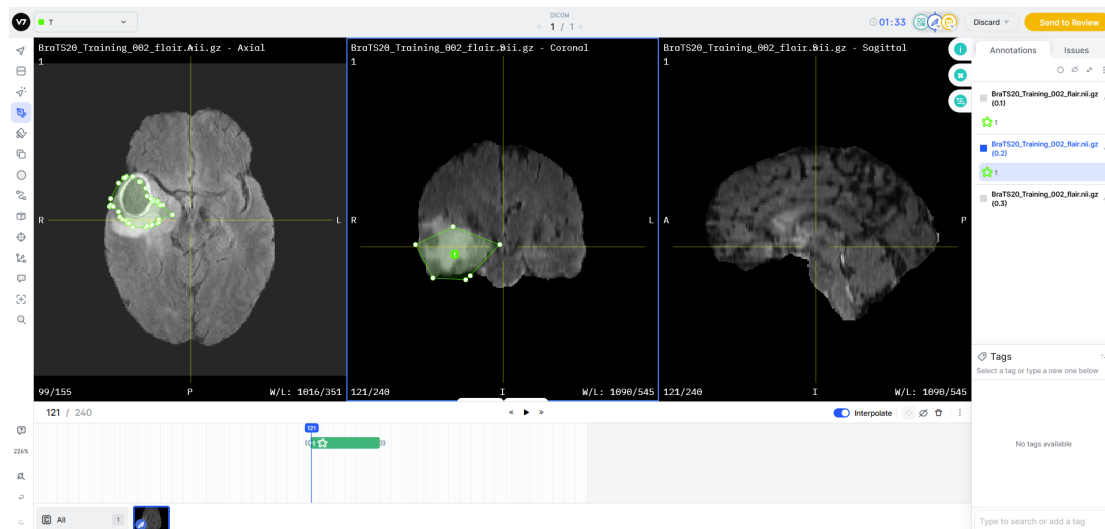 V7
T
DICOM
1 / 1
01:33
Discard
Send to Review
BraTS20_Training_002_flair.nii.gz - Axial
1
A
R
L
99/155
P
W/L: 1016/351
BraTS20_Training_002_flair.nii.gz - Coronal
1
S
R
L
t
121/240
I
W/L: 1090/545
BraTS20_Training_002_flair.nii.gz - Sagittal
1
S
A
P
121/240
I
W/L: 1090/545
Annotations
Issues
BraTS20_Training_002_flair.nii.gz
(0.1)
t
BraTS20_Training_002_flair.nii.gz
(0.2)
t
BraTS20_Training_002_flair.nii.gz
(0.3)
Tags
Select a tag or type a new one below
No tags available
Type to search or add a tag
121 / 240
Interpolate
121
t
226%
All
1